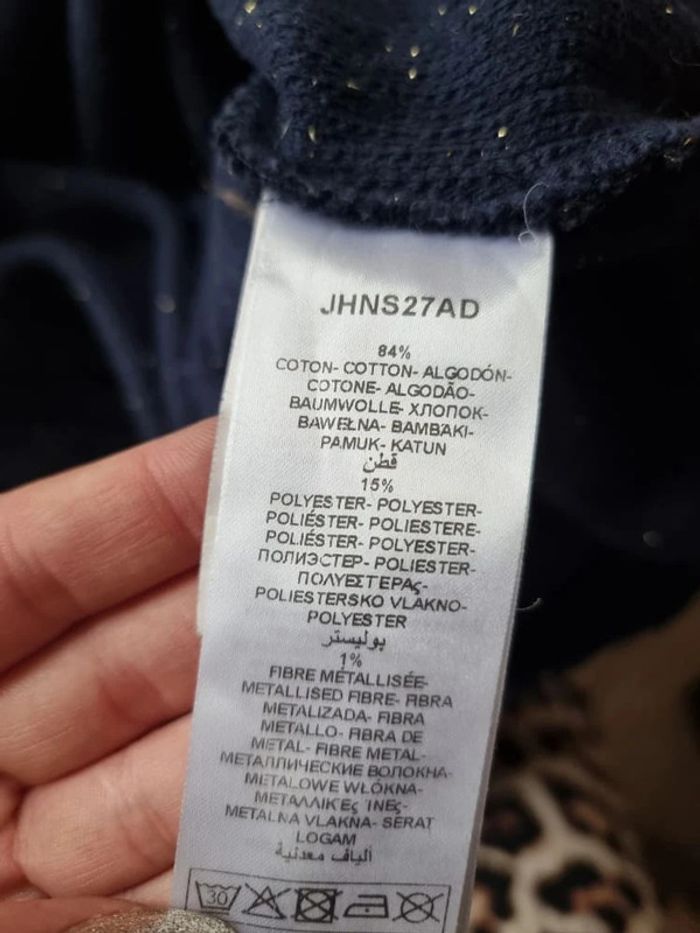 JHNS27AD
84%
COTON- COTTON- ALGODÓN-
COTONE- ALGODÃO-
BAUMWOLLE- ХЛОПОК-
BAWEŁNA- BAMBAKI-
PAMUK- KATUN
قطن
15%
POLYESTER- POLYESTER-
POLIÉSTER- POLIESTERE-
POLIÉSTER- POLYESTER-
ПОЛИЭСТЕР- POLIESTER-
ΠΟΛΥΕΣΤΕΡΑς-
POLIESTERSKO VLAKNO-
POLYESTER
بوليستر
1%
FIBRE MÉTALLISÉE-
METALLISED FIBRE- FIBRA
METALIZADA- FIBRA
METALLO- FIBRA DE
METAL- FIBRE METAL-
МЕТАЛЛИЧЕСКИЕ ВОЛОКНА-
METALOWE WŁÓKNA-
ΜΕΤΑΛΛΙΚΕς ΊΝΕς-
METALNA VLAKNA- SERAT
LOGAM
الياف معدنية
30